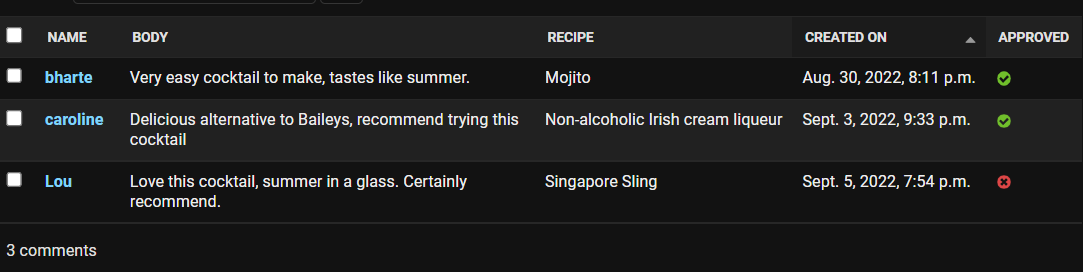 NAME BODY RECIPE CREATED ON APPROVED
bharte Very easy cocktail to make, tastes like summer. Mojito Aug. 30, 2022, 8:11 p.m.
caroline Delicious alternative to Baileys, recommend trying this Non-alcoholic Irish cream liqueur Sept. 3, 2022, 9:33 p.m.
cocktail
Lou Love this cocktail, summer in a glass. Certainly Singapore Sling Sept. 5, 2022, 7:54 p.m.
recommend.
3 comments